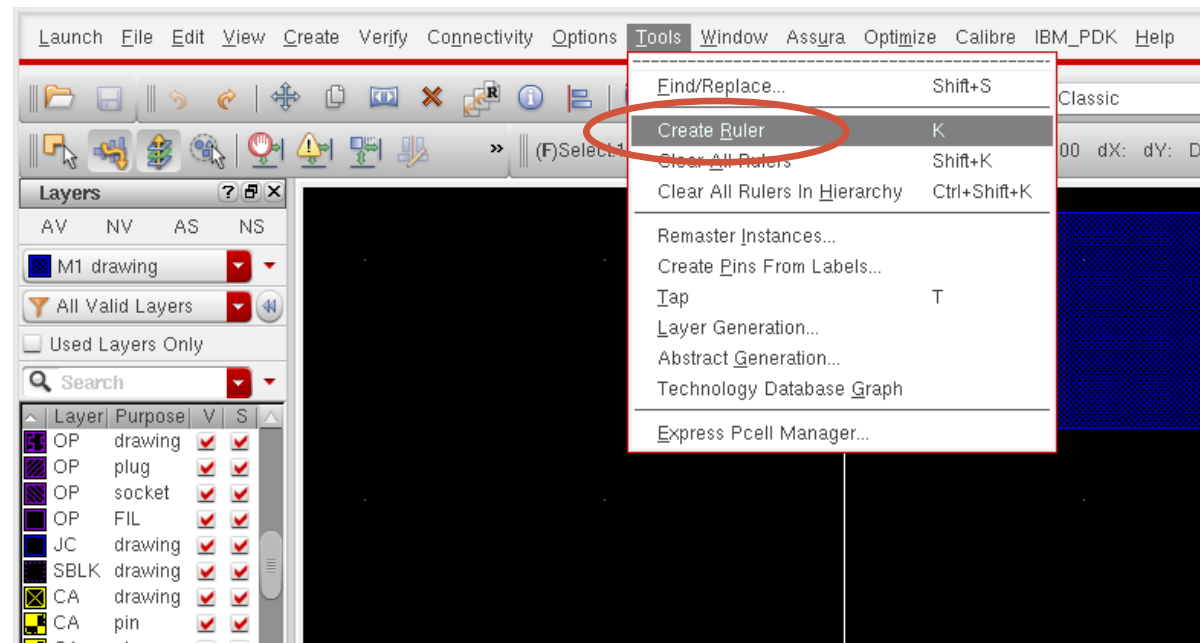 Launch File Edit View Create Verify Connectivity Options Tools Window Assura Optimize Calibre IBM_PDK Help
Find/Replace... Shift+S
Classic
R
Create Ruler K
(F)Select:1
00 dX: dY: D
Clear All Rulers Shift+K
Clear All Rulers In Hierarchy Ctrl+Shift+K
Remaster Instances...
Create Pins From Labels...
Tap T
Layer Generation...
Abstract Generation...
Technology Database Graph
Express Pcell Manager...
Layers
AV NV AS NS
M1 drawing
All Valid Layers
Used Layers Only
Search
Layer Purpose V S
OP drawing
OP plug
OP socket
OP FIL
JC drawing
SBLK drawing
CA drawing
CA pin